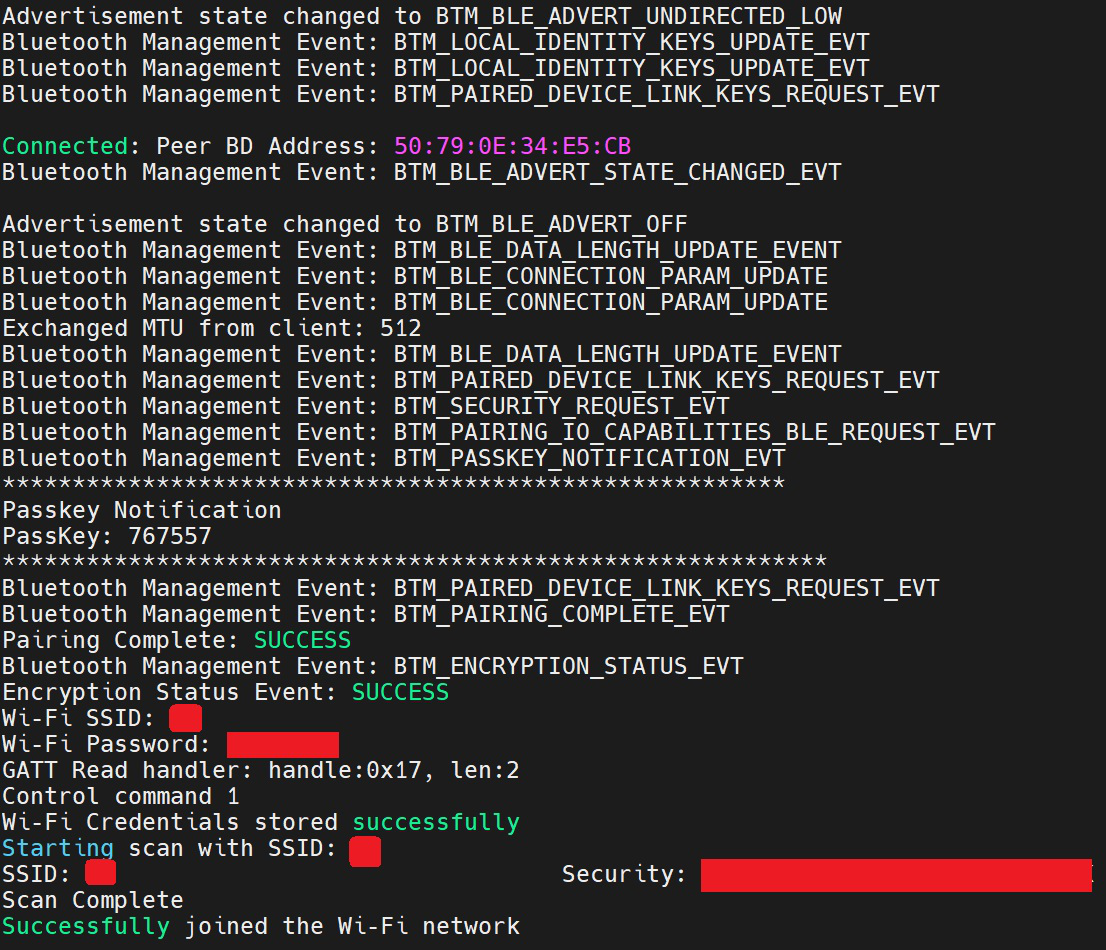 Advertisement state changed to BTM_BLE_ADVERT_UNDIRECTED_LOW
Bluetooth Management Event: BTM_LOCAL_IDENTITY_KEYS_UPDATE_EVT
Bluetooth Management Event: BTM_LOCAL_IDENTITY_KEYS_UPDATE_EVT
Bluetooth Management Event: BTM_PAIRED_DEVICE_LINK_KEYS_REQUEST_EVT
Connected: Peer BD Address: 50:79:0E:34:E5:CB
Bluetooth Management Event: BTM_BLE_ADVERT_STATE_CHANGED_EVT
Advertisement state changed to BTM_BLE_ADVERT_OFF
Bluetooth Management Event: BTM_BLE_DATA_LENGTH_UPDATE_EVENT
Bluetooth Management Event: BTM_BLE_CONNECTION_PARAM_UPDATE
Bluetooth Management Event: BTM_BLE_CONNECTION_PARAM_UPDATE
Exchanged MTU from client: 512
Bluetooth Management Event: BTM_BLE_DATA_LENGTH_UPDATE_EVENT
Bluetooth Management Event: BTM_PAIRED_DEVICE_LINK_KEYS_REQUEST_EVT
Bluetooth Management Event: BTM_SECURITY_REQUEST_EVT
Bluetooth Management Event: BTM_PAIRING_IO_CAPABILITIES_BLE_REQUEST_EVT
Bluetooth Management Event: BTM_PASSKEY_NOTIFICATION_EVT
********************************************************
Passkey Notification
PassKey: 767557
***********************************************************
Bluetooth Management Event: BTM_PAIRED_DEVICE_LINK_KEYS_REQUEST_EVT
Bluetooth Management Event: BTM_PAIRING_COMPLETE_EVT
Pairing Complete: SUCCESS
Bluetooth Management Event: BTM_ENCRYPTION_STATUS_EVT
Encryption Status Event: SUCCESS
Wi-Fi SSID:
Wi-Fi Password:
GATT Read handler: handle:0x17, len:2
Control command 1
Wi-Fi Credentials stored successfully
Starting scan with SSID:
SSID: Security:
Scan Complete
Successfully joined the Wi-Fi network